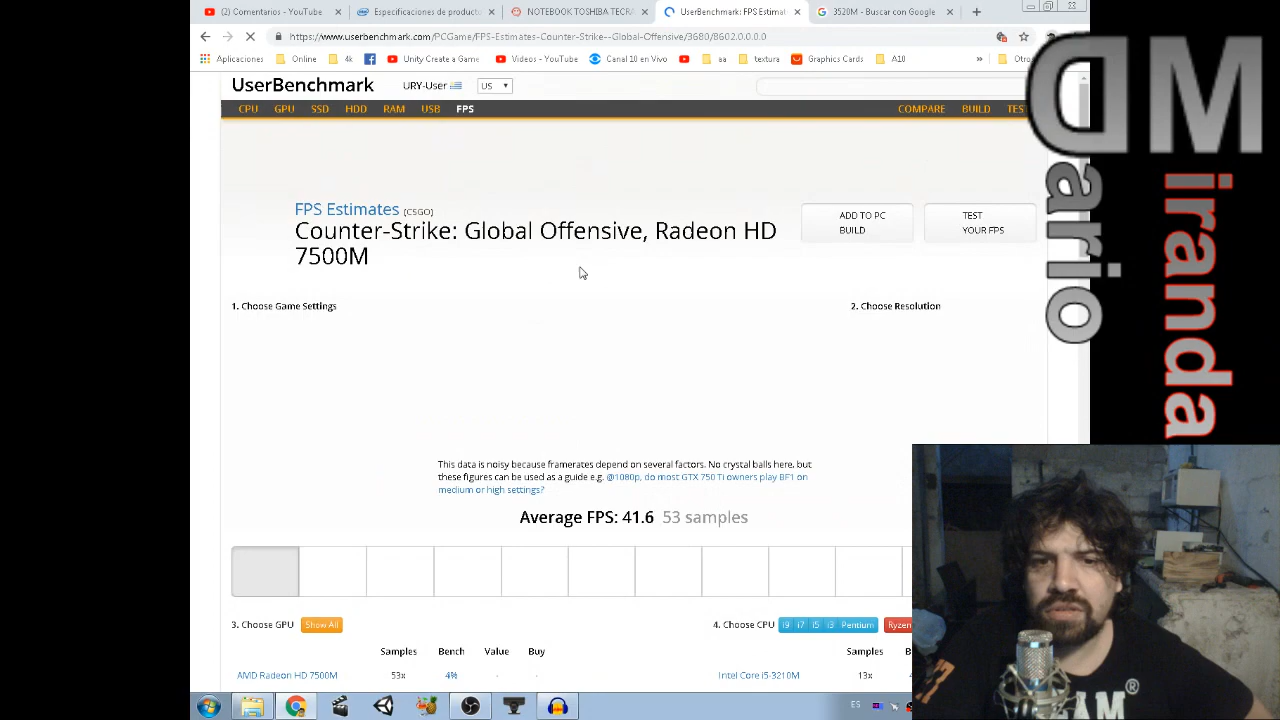 (2) Comentarios - YouTube
Especificaciones de product
NOTEBOOK TOSHIBA TECRA
UserBenchmark: FPS Estimat
3520M - Buscar con Google
https://www.userbenchmark.com/PCGame/FPS-Estimates-Counter-Strike--Global-Offensive/3680/8602.0.0.0.0
Aplicaciones
Online
4k
Unity Create a Game
Videos - YouTube
Canal 10 en Vivo
aa
textura
Graphics Cards
A10
»
Otros
UserBenchmark
URY-User
US
CPU GPU SSD HDD RAM USB FPS
COMPARE BUILD TES
FPS Estimates (CSGO)
Counter-Strike: Global Offensive, Radeon HD
7500M
ADD TO PC
BUILD
TEST
YOUR FPS
1. Choose Game Settings
2. Choose Resolution
This data is noisy because framerates depend on several factors. No crystal balls here, but
these figures can be used as a guide e.g. @1080p, do most GTX 750 Ti owners play BF1 on
medium or high settings?
Average FPS: 41.6 53 samples
3. Choose GPU Show All
4. Choose CPU i9 i7 i5 i3 Pentium Ryzen
Samples Bench Value Buy
Samples B
AMD Radeon HD 7500M 53x 4% - -
Intel Core i5-3210M 13x
ES
Dario
Miranda
AM®